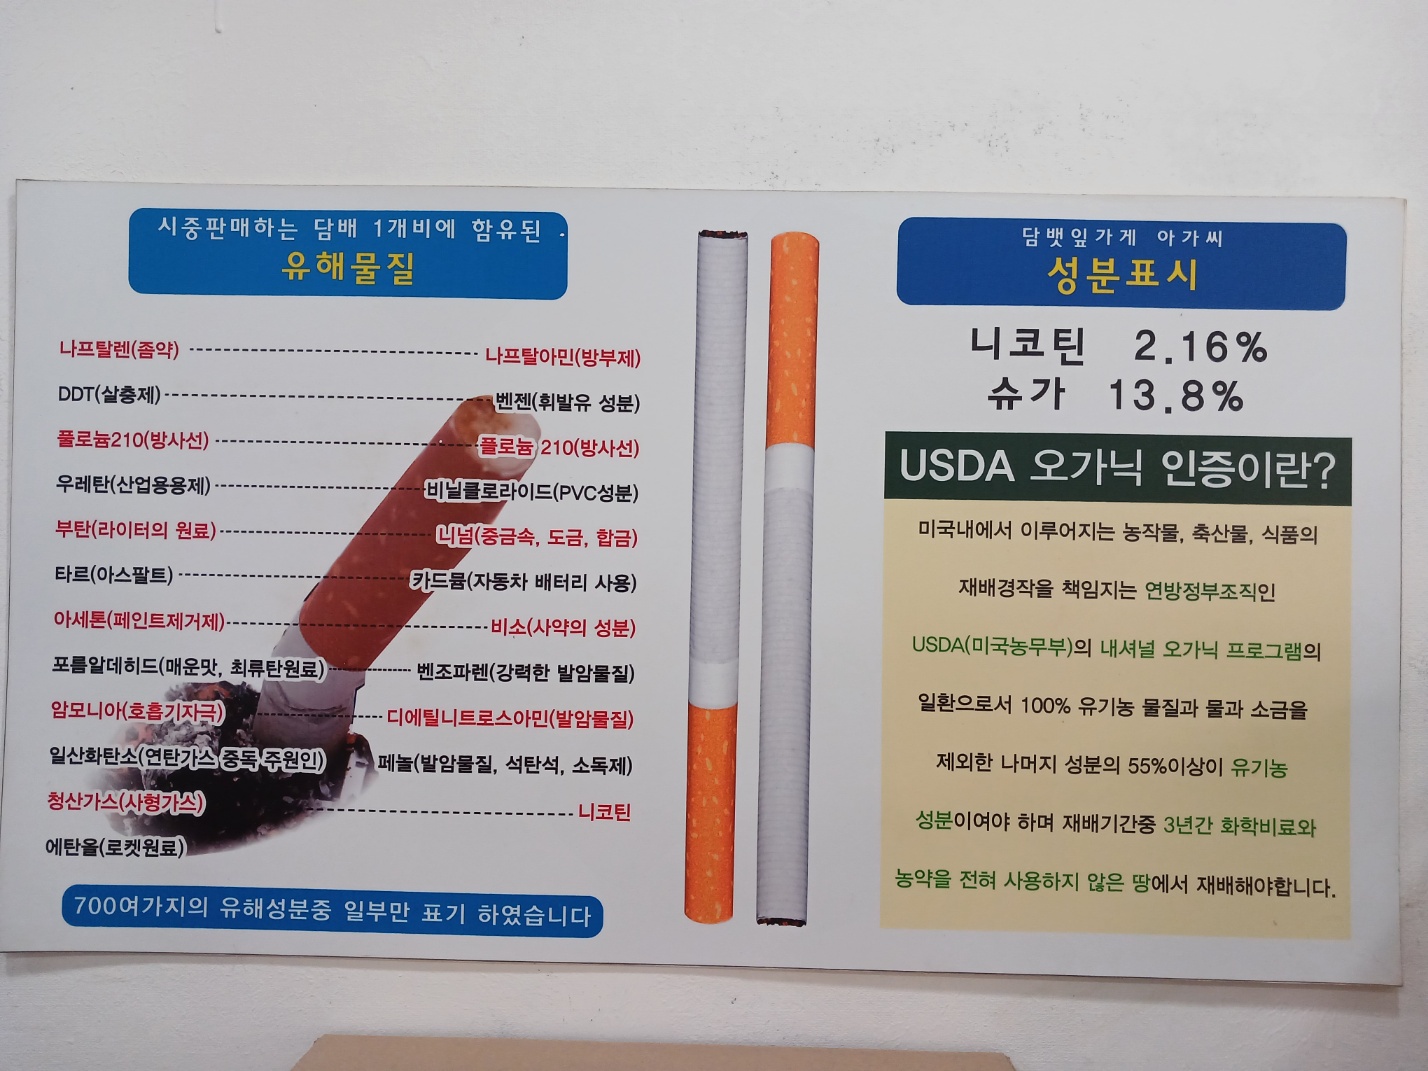 시중판매하는 담배 1개비에 함유된
유해물질
나프탈렌(좀약)
나프탈아민(방부제)
DDT(살충제)
벤젠(휘발유 성분)
폴로늄210(방사선)
플로늄 210(방사선)
우레탄(산업용용제)
비닐클로라이드(PVC성분)
부탄(라이터의 원료)
니넘(중금속, 도금, 합금)
타르(아스팔트)
카드뮴(자동차 배터리 사용)
아세톤(페인트제거제)
비소(사약의 성분)
포름알데히드(매운맛, 최류탄원료)
벤조파렌(강력한 발암물질)
암모니아(호흡기자극)
디에틸니트로스아민(발암물질)
일산화탄소(연탄가스 중독 주원인)
페놀(발암물질, 석탄석, 소독제)
청산가스(사형가스)
니코틴
에탄올(로켓원료)
700여가지의 유해성분중 일부만 표기 하였습니다
담뱃잎가게 아가씨
성분표시
니코틴 2.16%
슈가 13.8%
USDA 오가닉 인증이란?
미국내에서 이루어지는 농작물, 축산물, 식품의
재배경작을 책임지는 연방정부조직인
USDA(미국농무부)의 내셔널 오가닉 프로그램의
일환으로서 100% 유기농 물질과 물과 소금을
제외한 나머지 성분의 55%이상이 유기농
성분이여야 하며 재배기간중 3년간 화학비료와
농약을 전혀 사용하지 않은 땅에서 재배해야합니다.